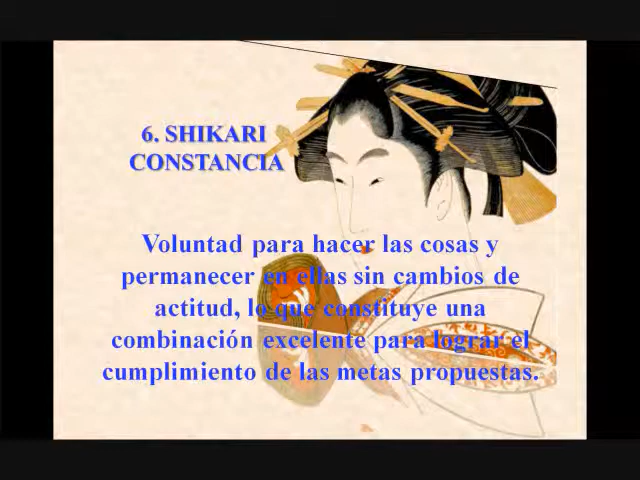 6. SHIKARI
CONSTANCIA
Voluntad para hacer las cosas y
permanecer en ellas sin cambios de
actitud, lo que constituye una
combinación excelente para lograr el
cumplimiento de las metas propuestas.